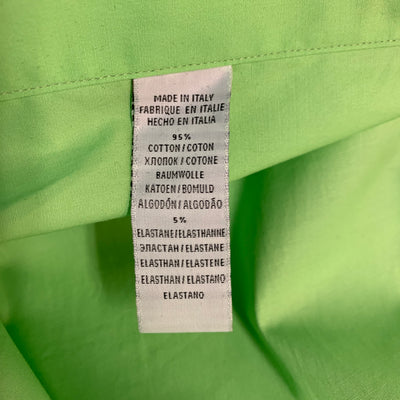 MADE IN ITALY
FABRIQUE EN ITALIE
HECHO EN ITALIA
95%
COTTON/COTON
ХЛОПОК/COTONE
BAUMWOLLE
KATOEN/BOMULD
ALGODÓN/ALGODÃO
5%
ELASTANE/ELASTHANNE
ЭЛАСТАН/ELASTANE
ELASTHAN/ELASTENE
ELASTHAN/ELASTANO
ELASTANO